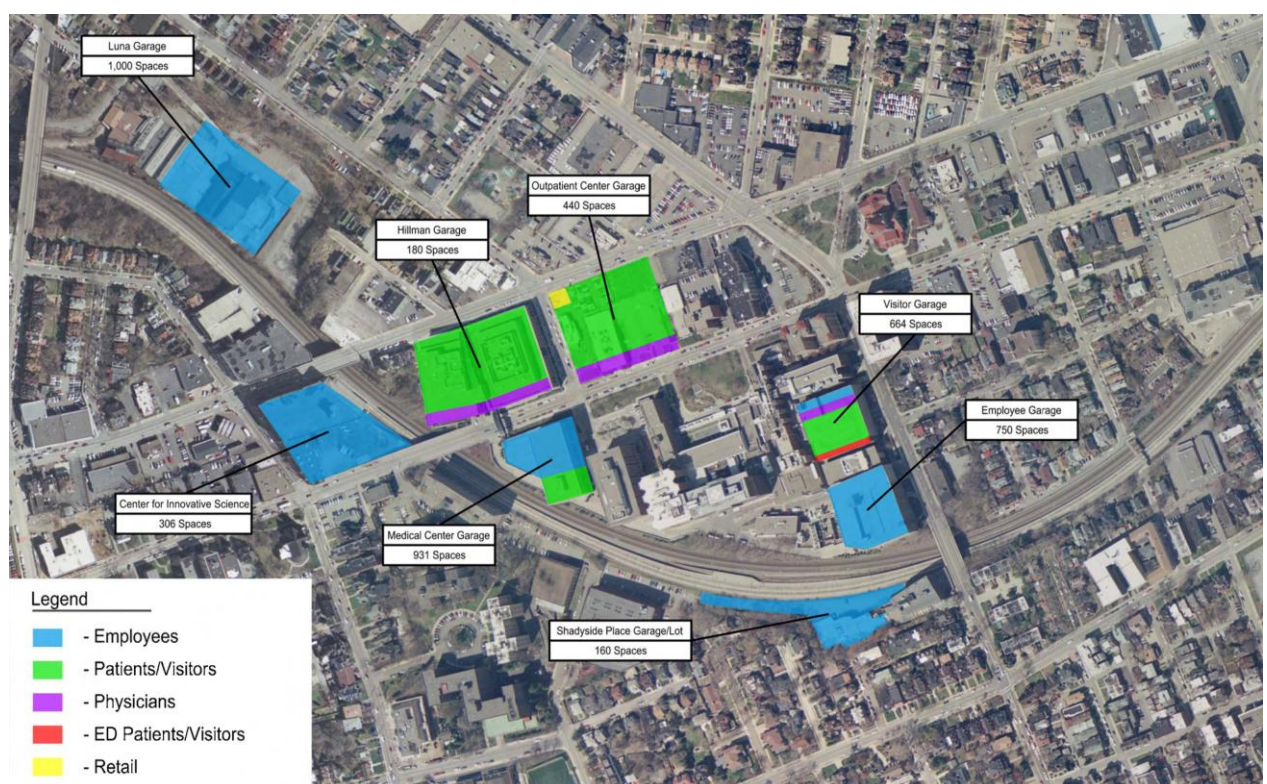 Luna Garage
1,000 Spaces
Outpatient Center Garage
440 Spaces
Hillman Garage
180 Spaces
Visitor Garage
664 Spaces
Employee Garage
750 Spaces
Center for Innovative Science
306 Spaces
Medical Center Garage
931 Spaces
Shadyside Place Garage/Lot
160 Spaces
Legend
- Employees
- Patients/Visitors
- Physicians
- ED Patients/Visitors
- Retail